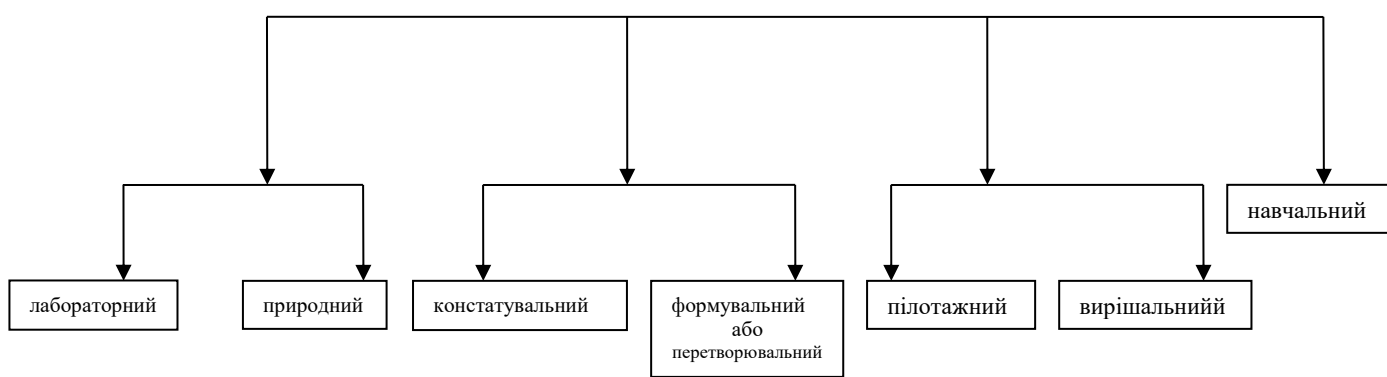 навчальний
лабораторний
природний
констатувальний
формувальний
або
перетворювальний
пілотажний
вирішальнийй